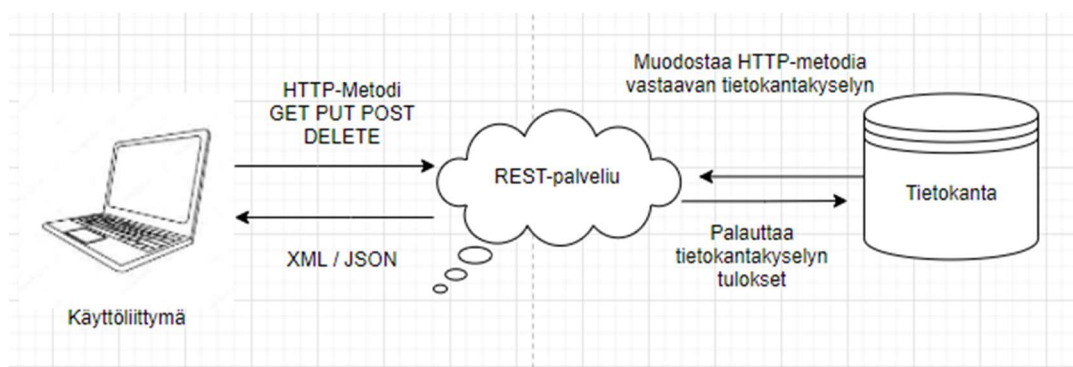 HTTP-Metodi
GET PUT POST
DELETE
XML / JSON
Käyttöliittymä
REST-palveliu
Muodostaa HTTP-metodia
vastaavan tietokantakyselyn
Palauttaa
tietokantakyselyn
tulokset
Tietokanta